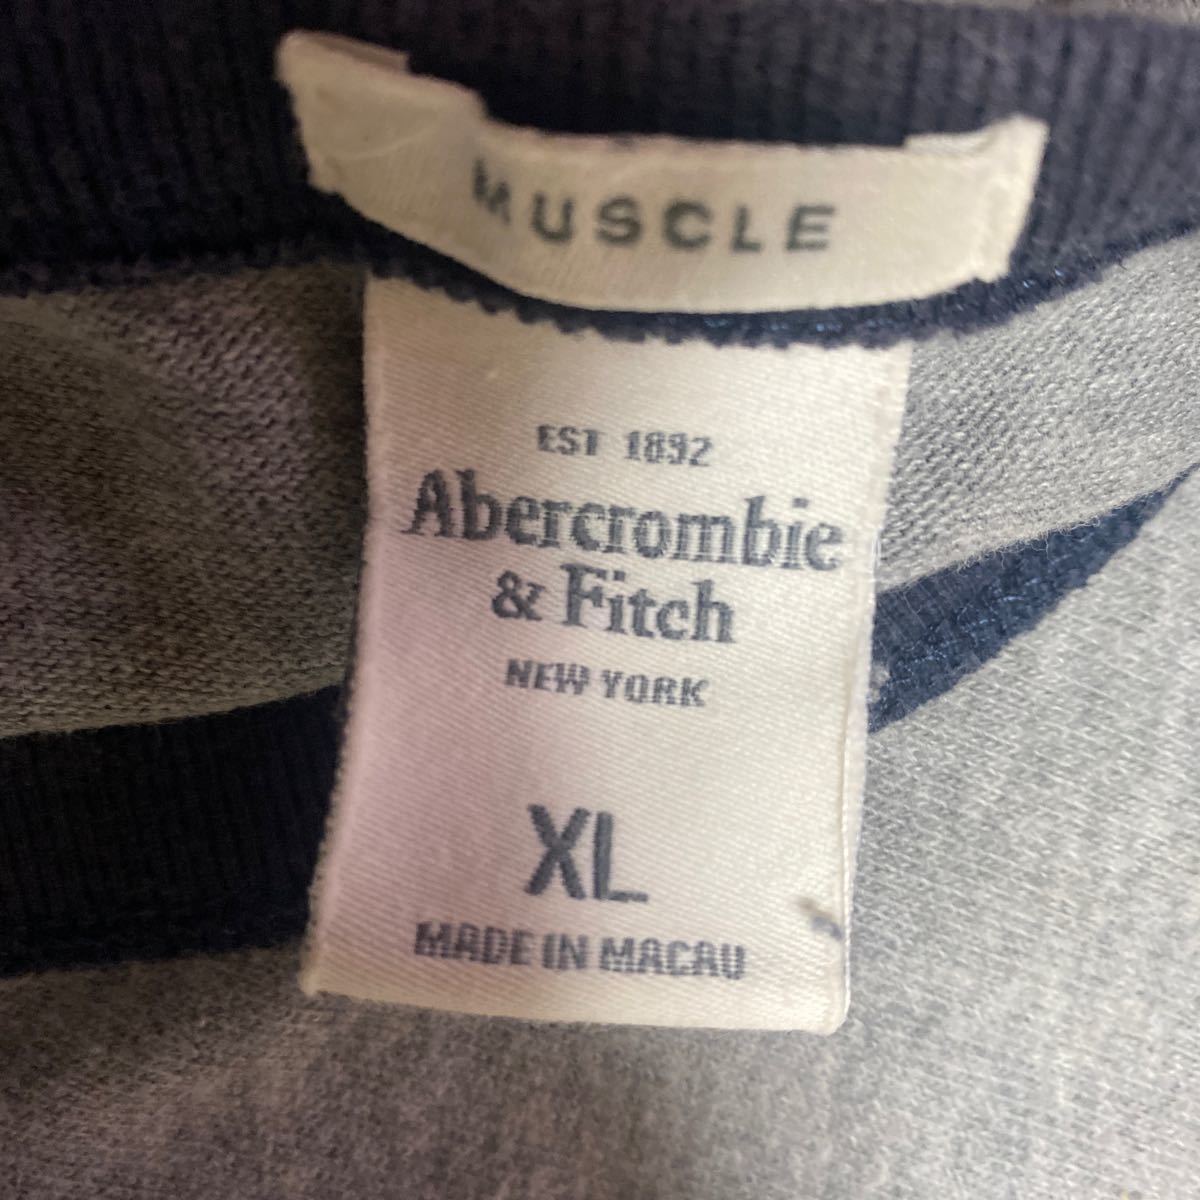 MUSCLE
EST 1892
Abercrombie
& Fitch
NEW YORK
XL
MADE IN MACAU